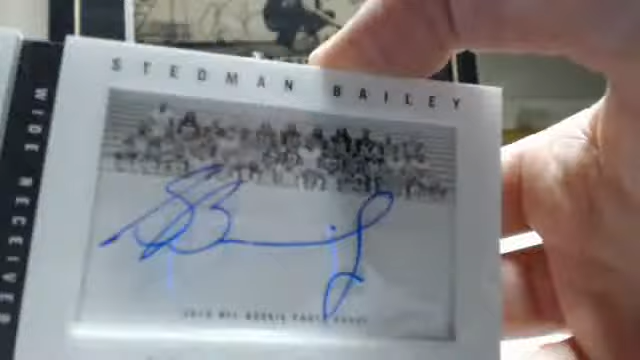 STEDMAN BAILEY
WIDE RECEIVER
2013 NFL ROOKIE PHOTO SHOOT